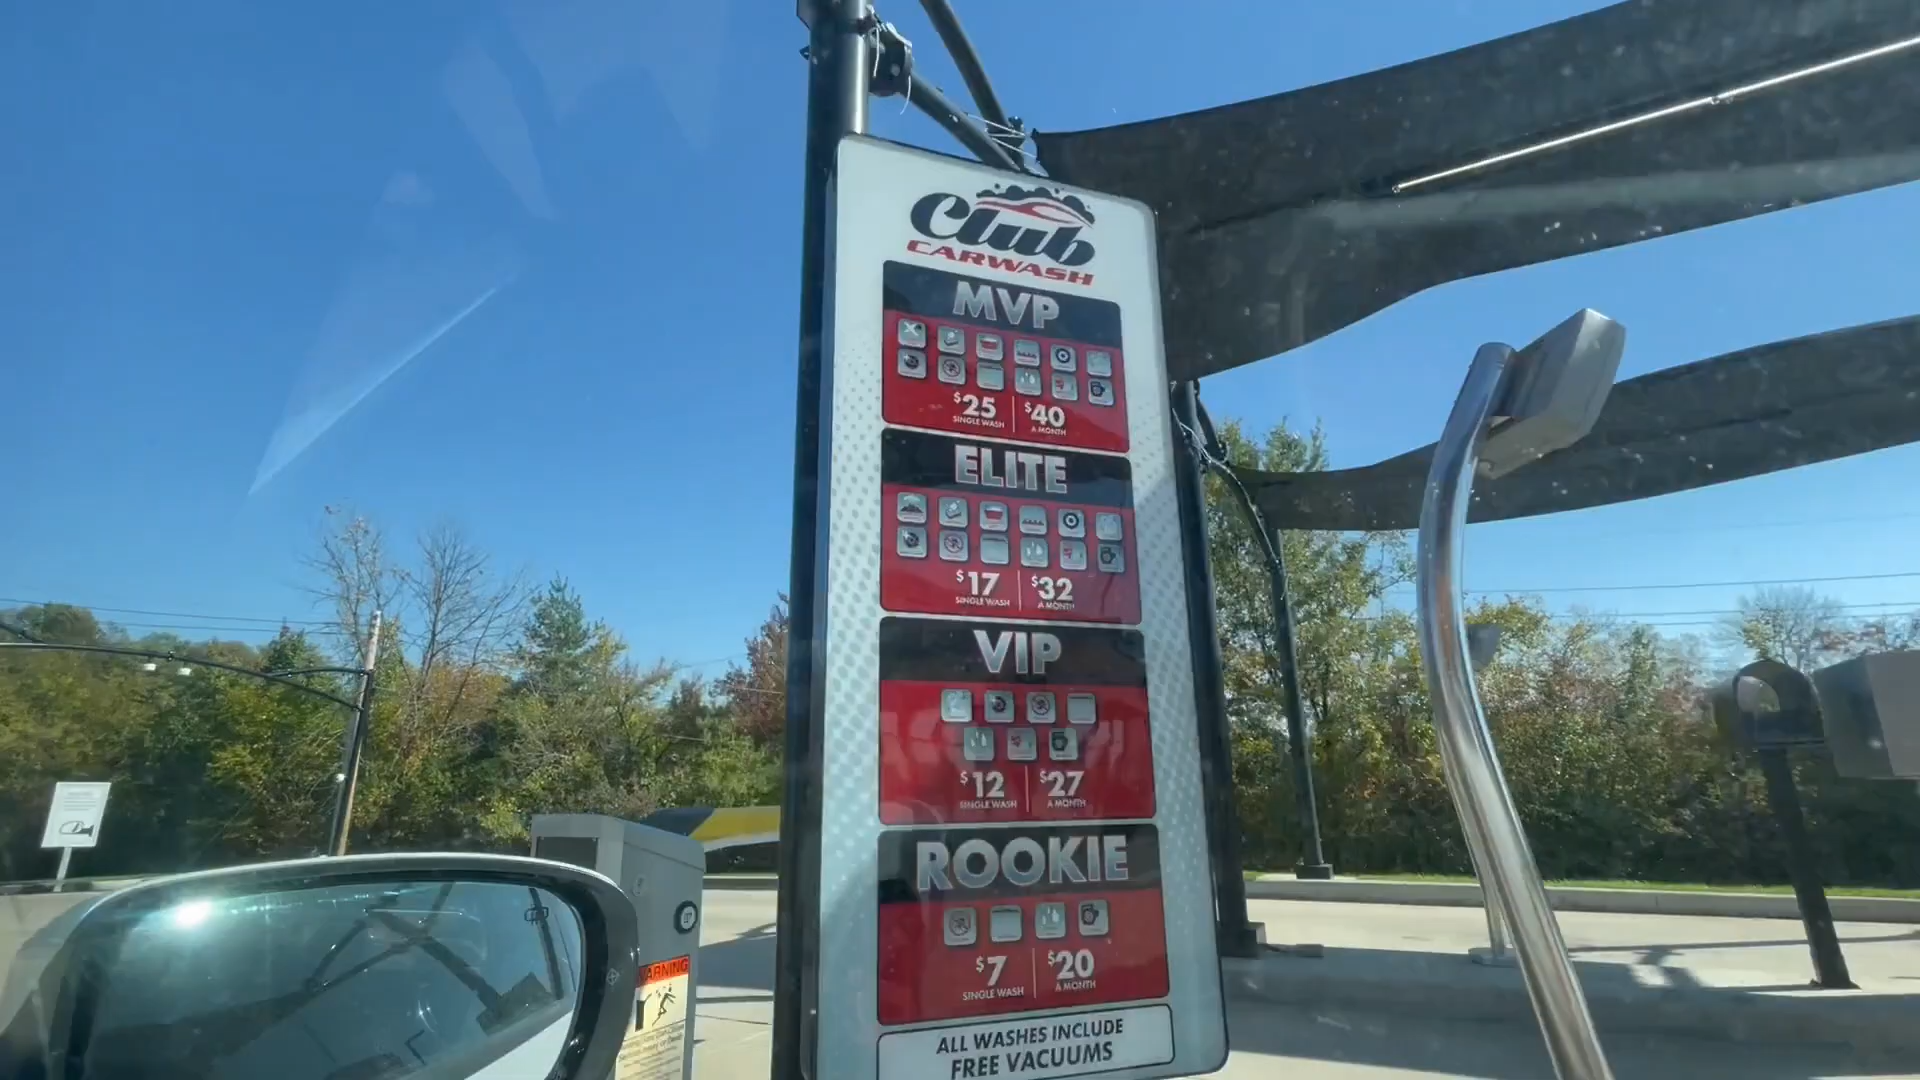 Club
CARWASH
MVP
$25 $40
SINGLE WASH A MONTH
ELITE
$17 $32
SINGLE WASH A MONTH
VIP
$12 $27
SINGLE WASH A MONTH
ROOKIE
$7 $20
SINGLE WASH A MONTH
ALL WASHES INCLUDE
FREE VACUUMS
WARNING